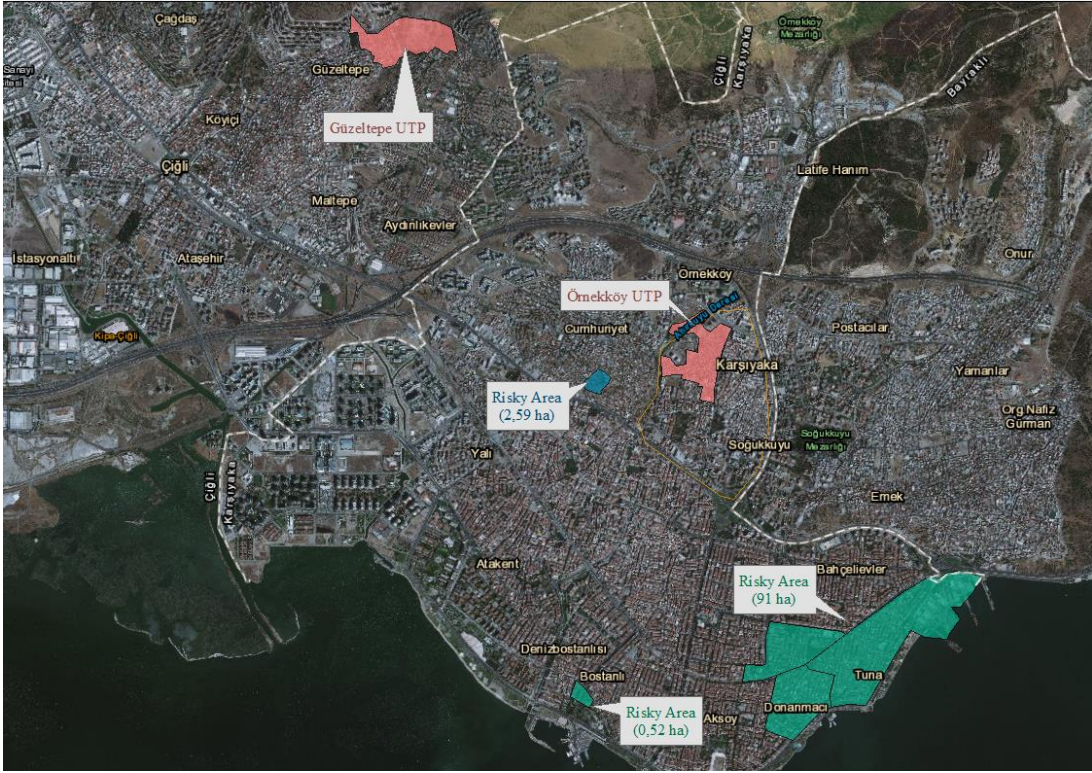 Çağdaş
Örnekköy
Mezarlığı
Sanayi
itesi
Güzeltepe
Çiğli
Karşıyaka
Bayraklı
Köyiçi
Güzeltepe UTP
Çiğli
Latife Hanım
Maltepe
Aydınlıkevler
İstasyonaltı
Ataşehir
Onur
Örnekköy
Örnekköy UTP
Cumhuriyet
Postacılar
Kipa-Çiğli
Karşıyaka
Yamanlar
Risky Area
(2,59 ha)
Org.Nafiz
Gürman
Soğukkuyu
Soğukkuyu
Mezarlığı
Yalı
Çiğli
Karşıyaka
Emek
Atakent
Bahçelievler
Risky Area
(91 ha)
Denizbostanlısı
Bostanlı
Tuna
Donanmacı
Risky Area
(0,52 ha)
Aksoy